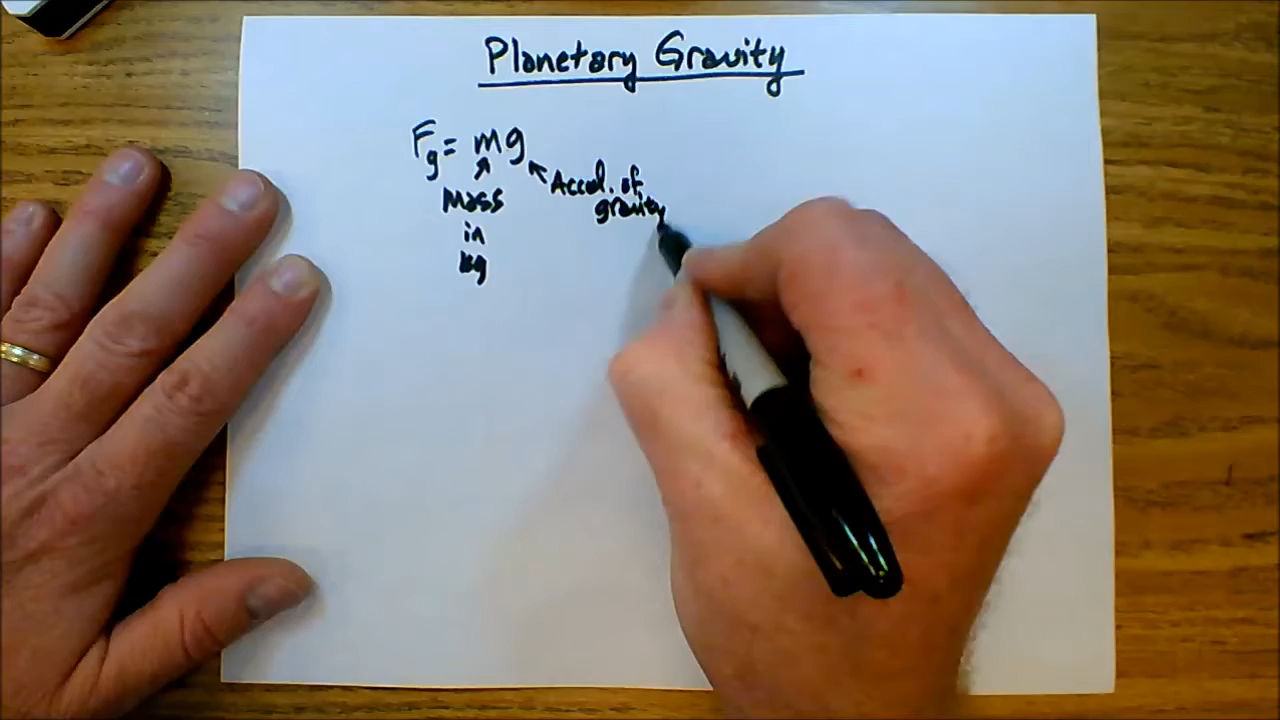 Planetary Gravity
Fg = mg
Accel. of
gravity
Mass
in
kg